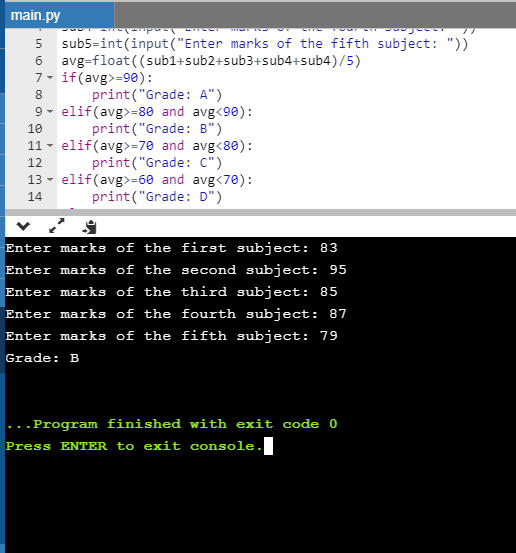 main.py
5 sub5=int(input("Enter marks of the fifth subject: "))
6 avg=float((sub1+sub2+sub3+sub4+sub4)/5)
7 if(avg>=90):
8 print("Grade: A")
9 elif(avg>=80 and avg<90):
10 print("Grade: B")
11 elif(avg>=70 and avg<80):
12 print("Grade: C")
13 elif(avg>=60 and avg<70):
14 print("Grade: D")
Enter marks of the first subject: 83
Enter marks of the second subject: 95
Enter marks of the third subject: 85
Enter marks of the fourth subject: 87
Enter marks of the fifth subject: 79
Grade: B
...Program finished with exit code 0
Press ENTER to exit console.